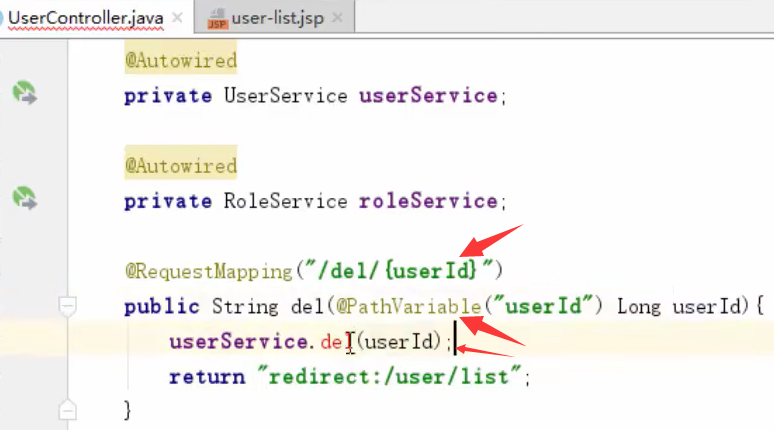 UserController.java
user-list.jsp
JSP
@Autowired
private UserService userService;
@Autowired
private RoleService roleService;
@RequestMapping("/del/{userId}")
public String del(@PathVariable("userId") Long userId){
userService.del(userId);
return "redirect:/user/list";
}